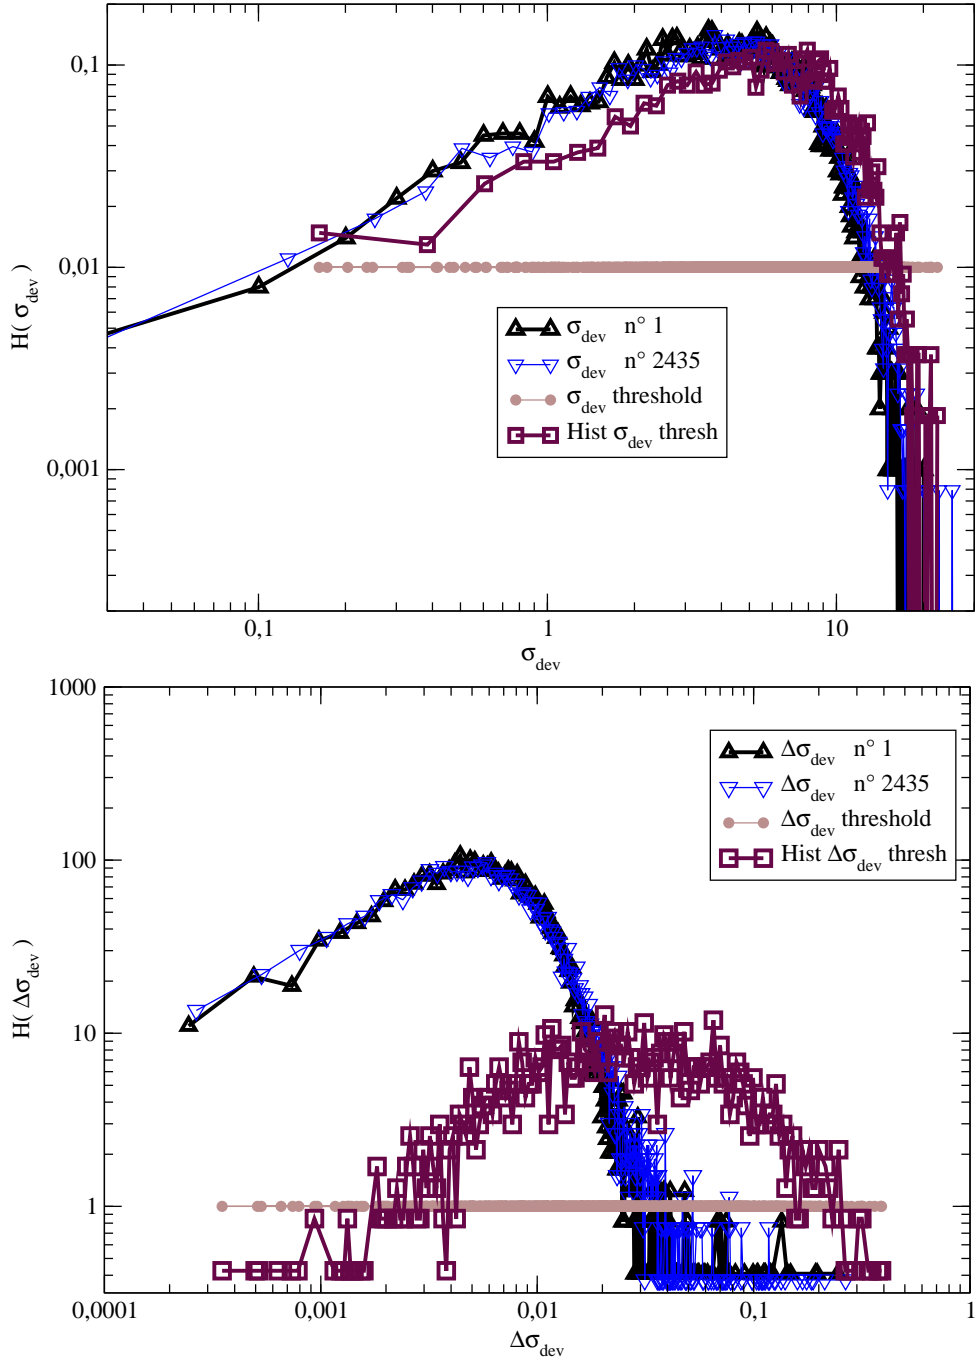 0,1
0,01
0,001
H( σdev)
0,1 1 10
σdev
σdev n° 1
σdev n° 2435
σdev threshold
Hist σdev thresh
1000
100
10
1
H( Δσdev)
0,0001 0,001 0,01 0,1 1
Δσdev
Δσdev n° 1
Δσdev n° 2435
Δσdev threshold
Hist Δσdev thresh